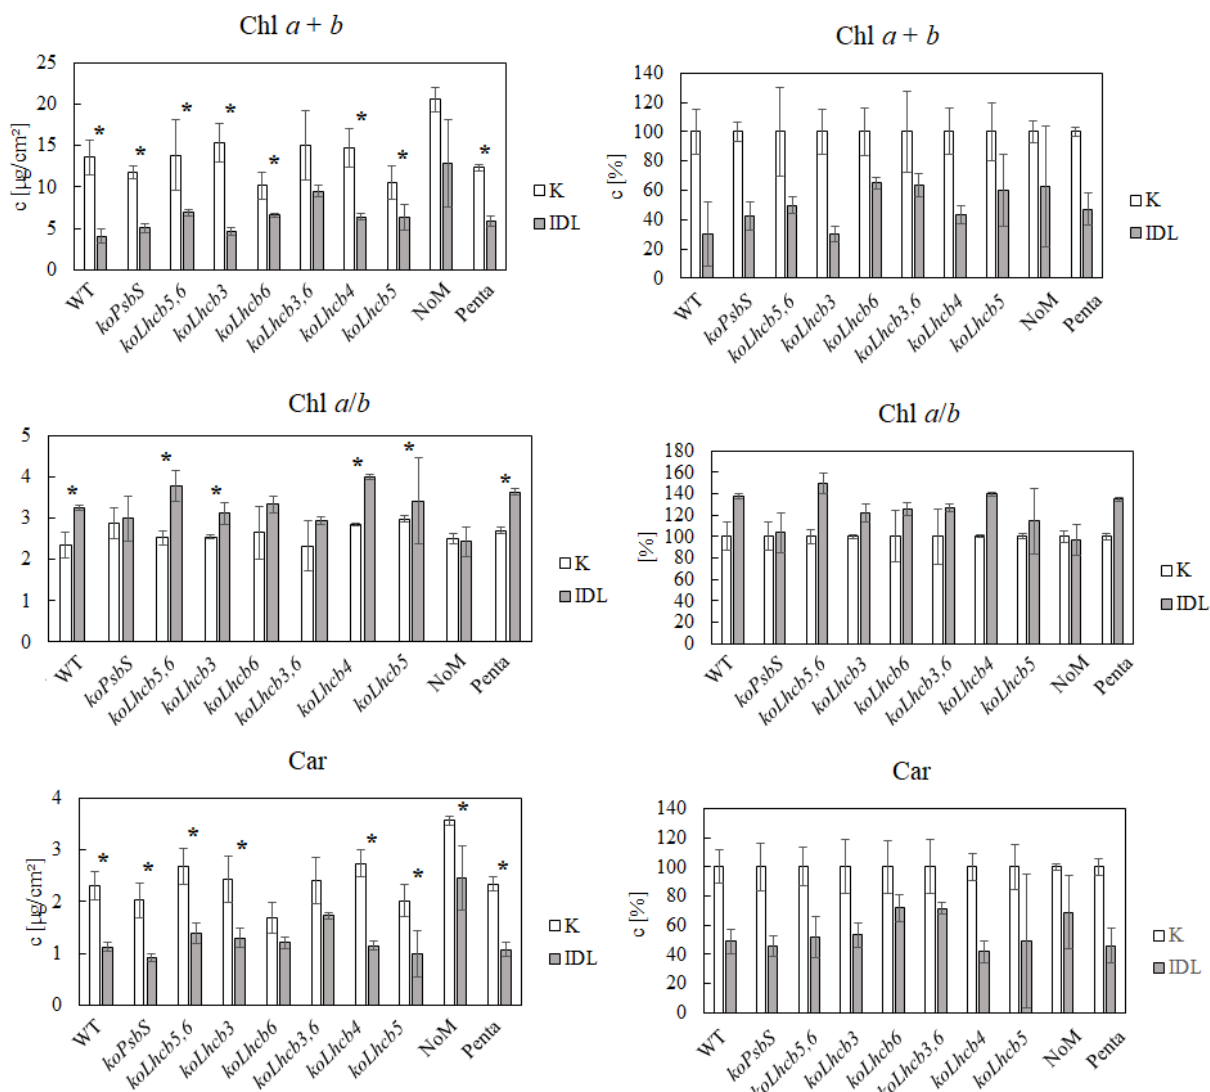 Chl a + b
25
20
15
10
5
0
c [µg/cm²]
* * * * * * * *
K
IDL
WT
koPsbS
koLhcb5,6
koLhcb3
koLhcb6
koLhcb3,6
koLhcb4
koLhcb5
NoM
Penta
Chl a + b
140
120
100
80
60
40
20
0
c [%]
K
IDL
WT
koPsbS
koLhcb5,6
koLhcb3
koLhcb6
koLhcb3,6
koLhcb4
koLhcb5
NoM
Penta
Chl a/b
5
4
3
2
1
0
* * * * * *
K
IDL
WT
koPsbS
koLhcb5,6
koLhcb3
koLhcb6
koLhcb3,6
koLhcb4
koLhcb5
NoM
Penta
Chl a/b
180
160
140
120
100
80
60
40
20
0
[%]
K
IDL
WT
koPsbS
koLhcb5,6
koLhcb3
koLhcb6
koLhcb3,6
koLhcb4
koLhcb5
NoM
Penta
Car
4
3
2
1
0
c [µg/cm²]
* * * * * * * *
K
IDL
WT
koPsbS
koLhcb5,6
koLhcb3
koLhcb6
koLhcb3,6
koLhcb4
koLhcb5
NoM
Penta
Car
140
120
100
80
60
40
20
0
c [%]
K
IDL
WT
koPsbS
koLhcb5,6
koLhcb3
koLhcb6
koLhcb3,6
koLhcb4
koLhcb5
NoM
Penta